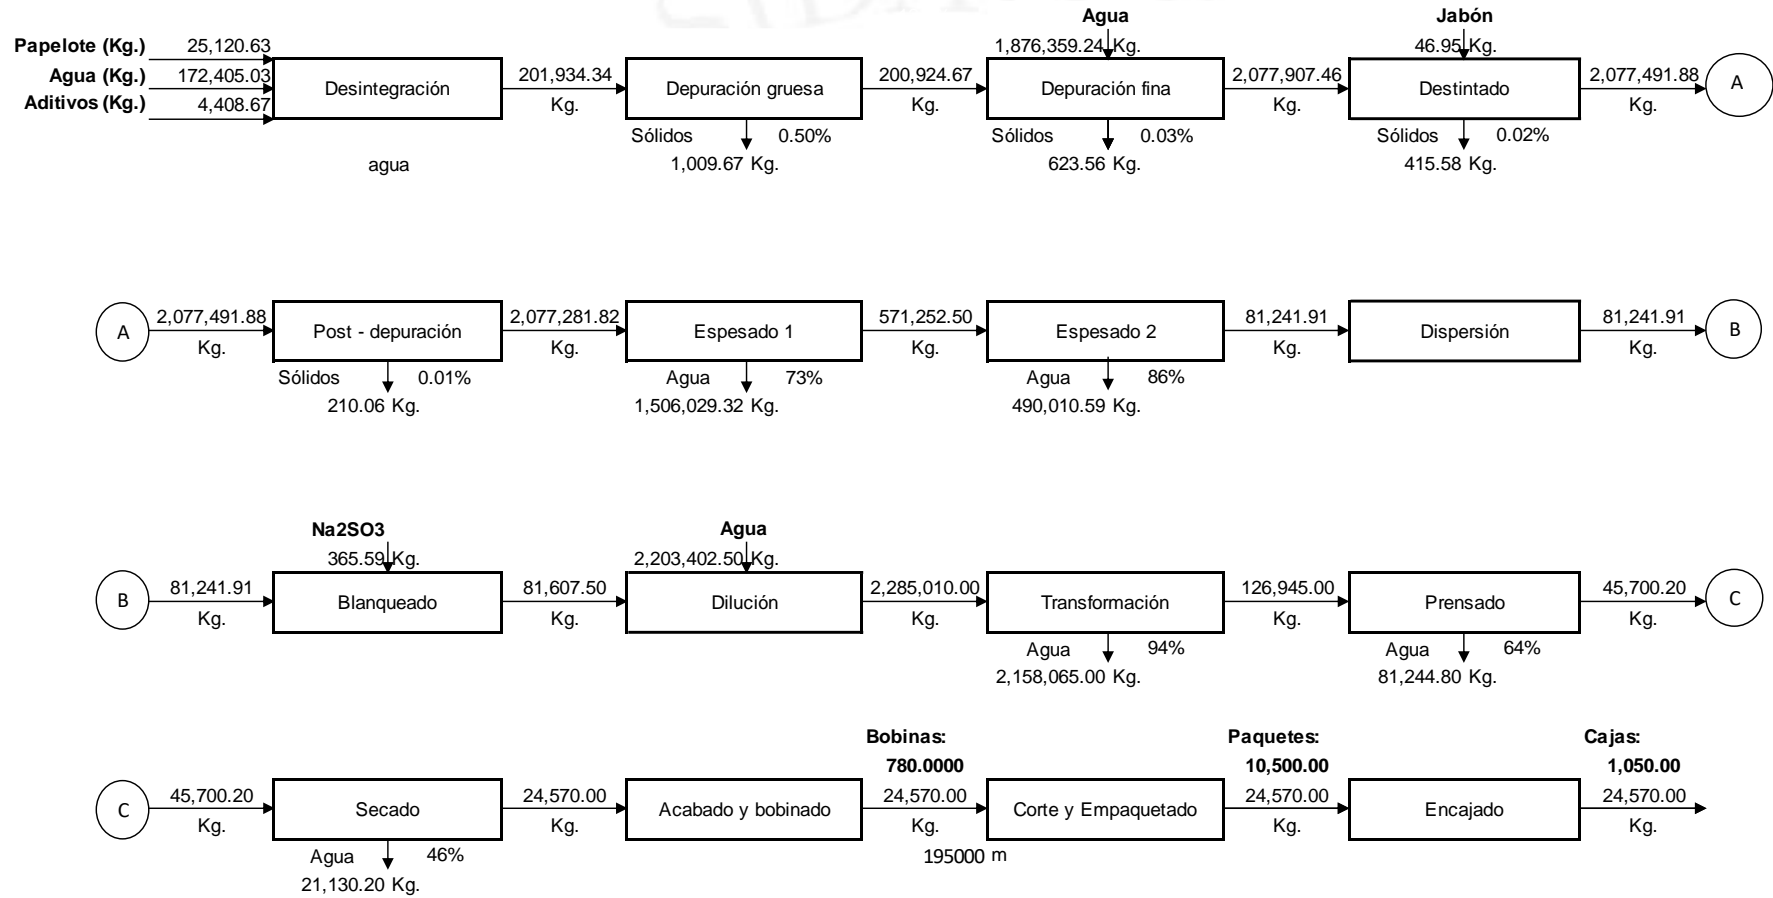 Agua Jabón
Papelote (Kg.) 25,120.63 1,876,359.24 Kg. 46.95 Kg.
Agua (Kg.) 172,405.03 Desintegración 201,934.34 Depuración gruesa 200,924.67 Depuración fina 2,077,907.46 Destintado 2,077,491.88 A
Aditivos (Kg.) 4,408.67 Kg. Kg. Kg. Kg.
Sólidos 0.50% Sólidos 0.03% Sólidos 0.02%
agua 1,009.67 Kg. 623.56 Kg. 415.58 Kg.
A 2,077,491.88 Post - depuración 2,077,281.82 Espesado 1 571,252.50 Espesado 2 81,241.91 Dispersión 81,241.91 B
Kg. Kg. Kg. Kg. Kg.
Sólidos 0.01% Agua 73% Agua 86%
210.06 Kg. 1,506,029.32 Kg. 490,010.59 Kg.
Na2SO3 Agua
365.59 Kg. 2,203,402.50 Kg.
B 81,241.91 Blanqueado 81,607.50 Dilución 2,285,010.00 Transformación 126,945.00 Prensado 45,700.20 C
Kg. Kg. Kg. Kg. Kg.
Agua 94% Agua 64%
2,158,065.00 Kg. 81,244.80 Kg.
Bobinas: Paquetes: Cajas:
780.0000 10,500.00 1,050.00
C 45,700.20 Secado 24,570.00 Acabado y bobinado 24,570.00 Corte y Empaquetado 24,570.00 Encajado 24,570.00
Kg. Kg. Kg. Kg. Kg.
Agua 46% 195000 m
21,130.20 Kg.